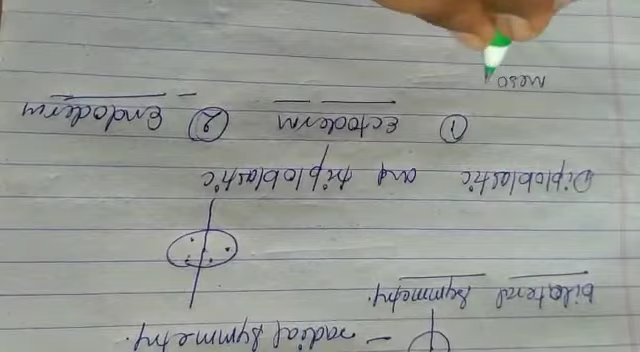 — radial symmetry.
bilateral symmetry.
Diploblastic and triploblastic
① Ectoderm ② Endoderm
Meso